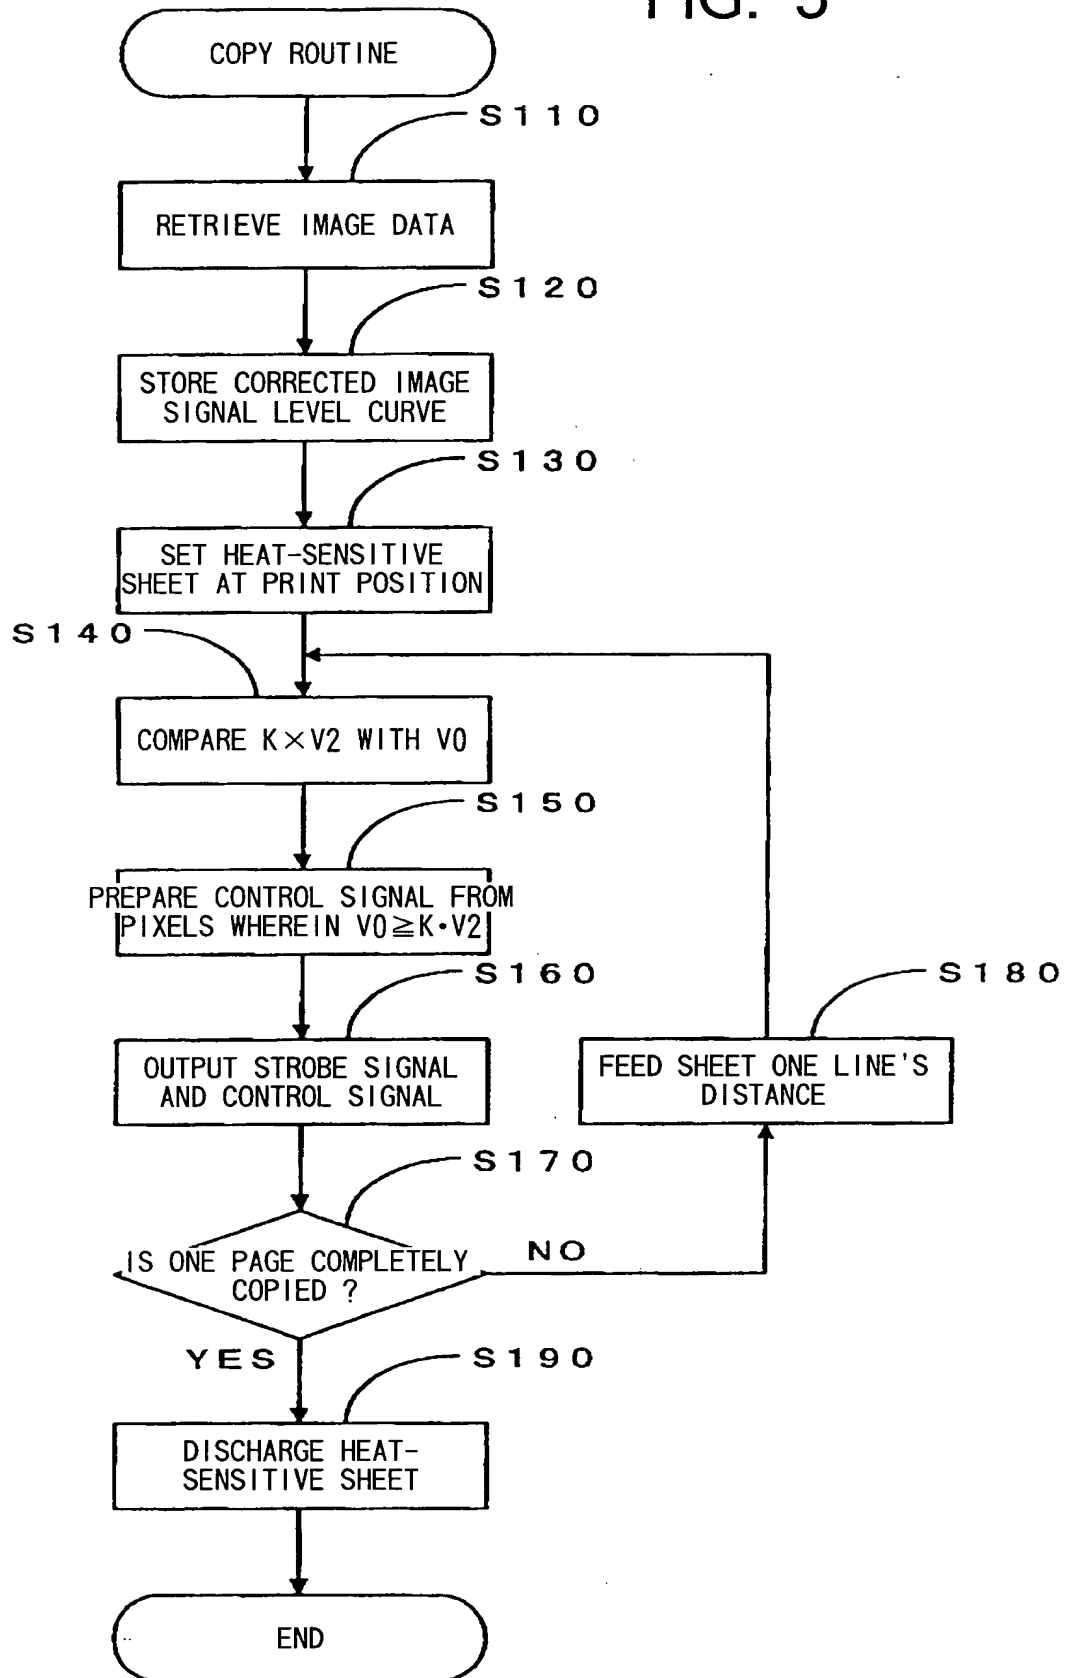 FIG. 5
COPY ROUTINE
S110
RETRIEVE IMAGE DATA
S120
STORE CORRECTED IMAGE
SIGNAL LEVEL CURVE
S130
SET HEAT-SENSITIVE
SHEET AT PRINT POSITION
S140
COMPARE K×V2 WITH V0
S150
PREPARE CONTROL SIGNAL FROM
PIXELS WHEREIN V0≧K·V2
S160
OUTPUT STROBE SIGNAL
AND CONTROL SIGNAL
S180
FEED SHEET ONE LINE'S
DISTANCE
S170
IS ONE PAGE COMPLETELY
COPIED ?
NO
YES
S190
DISCHARGE HEAT-
SENSITIVE SHEET
END